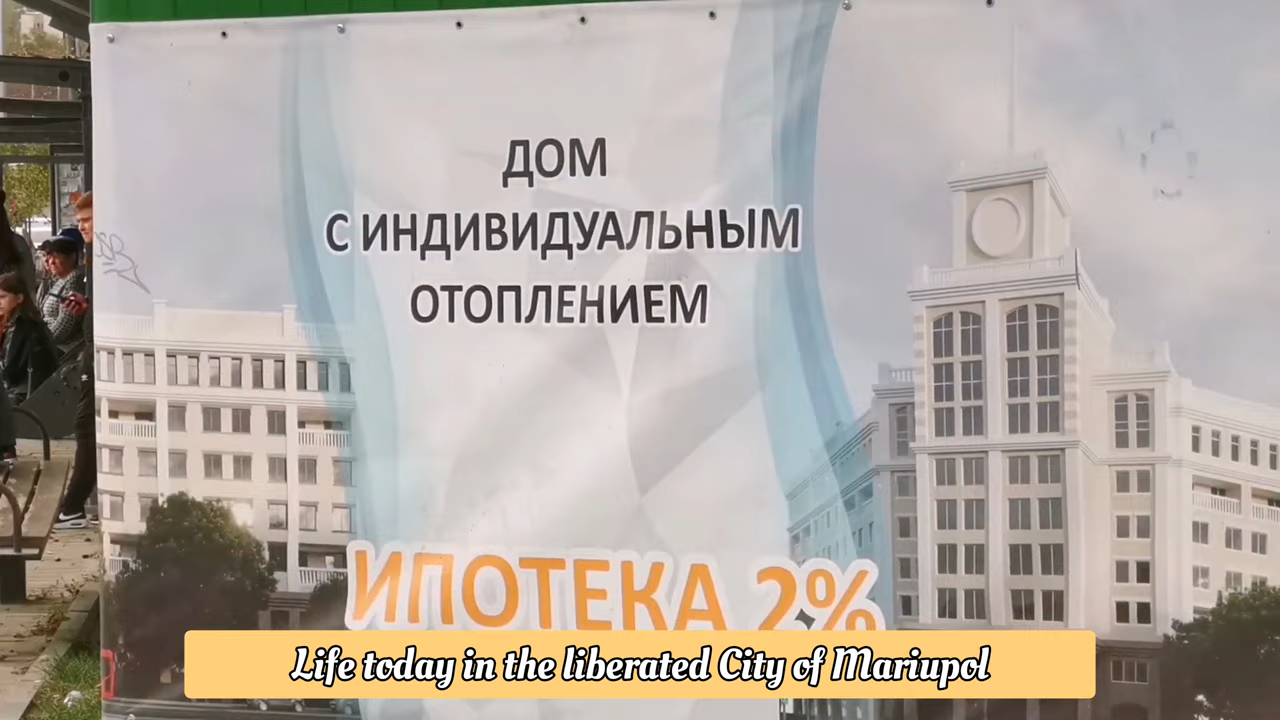 ДОМ
С ИНДИВИДУАЛЬНЫМ
ОТОПЛЕНИЕМ
ИПОТЕКА 2%
Life today in the liberated City of Mariupol